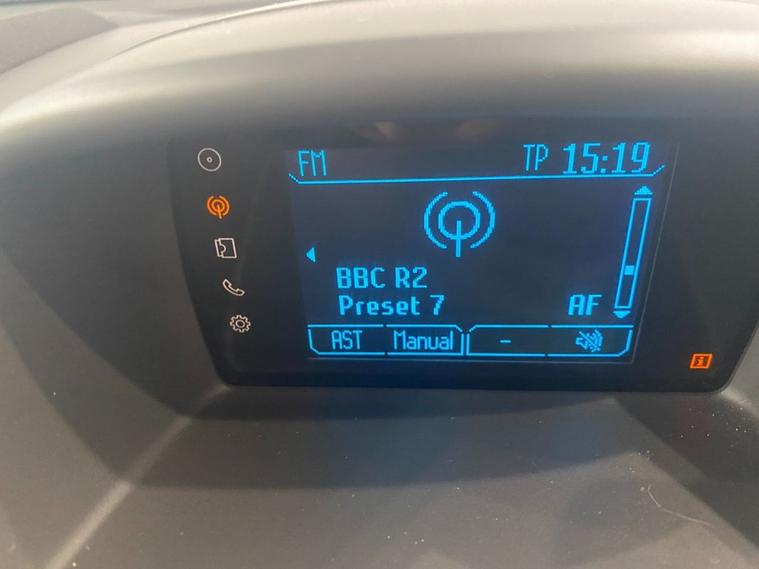 FM TP 15:19
BBC R2
Preset 7 AF
AST Manual -
i